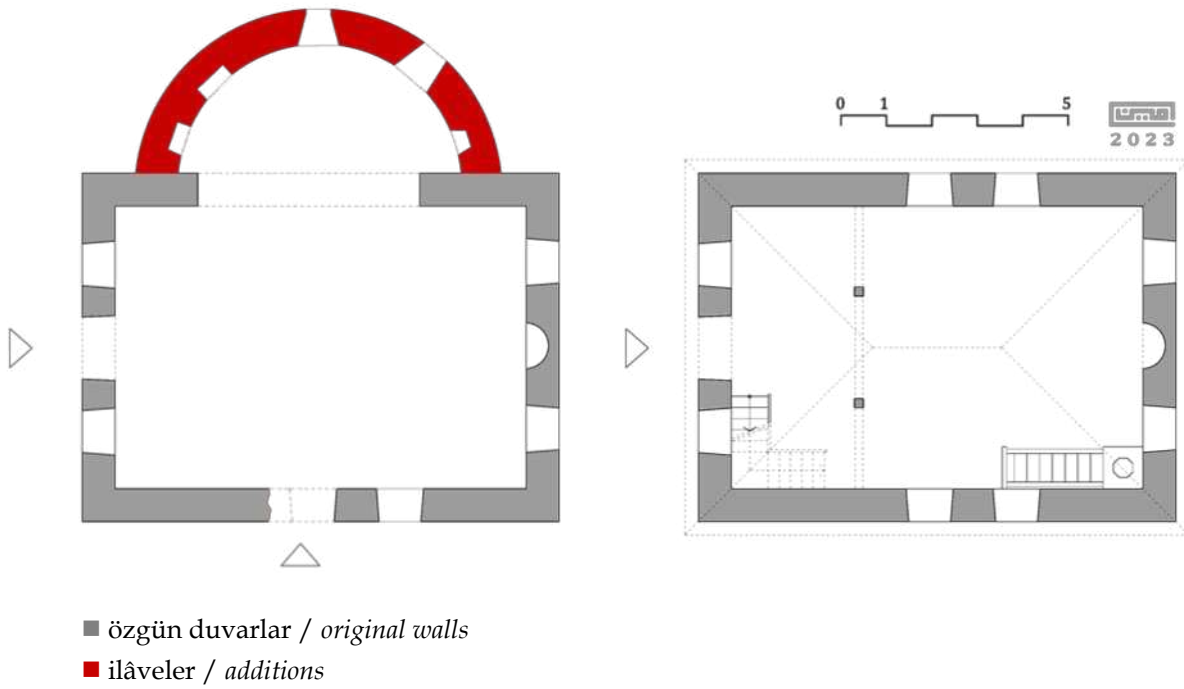 0 1 5
2023
özgün duvarlar / original walls
ilâveler / additions